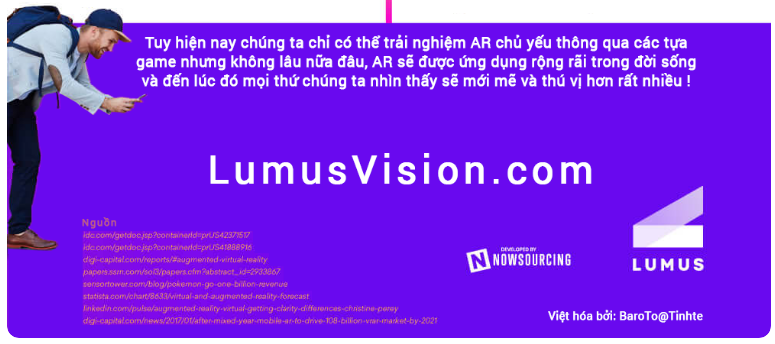 Tuy hiện nay chúng ta chỉ có thể trải nghiệm AR chủ yếu thông qua các tựa
game nhưng không lâu nữa đâu, AR sẽ được ứng dụng rộng rãi trong đời sống
và đến lúc đó mọi thứ chúng ta nhìn thấy sẽ mới mẽ và thú vị hơn rất nhiều !
LumusVision.com
Nguồn
idc.com/getdoc.jsp?containerId=prUS42371517
idc.com/getdoc.jsp?containerId=prUS41888916
digi-capital.com/reports/#augmented-virtual-reality
papers.ssrn.com/sol3/papers.cfm?abstract_id=2933867
sensortower.com/blog/pokemon-go-one-billion-revenue
statista.com/chart/8633/virtual-and-augmented-reality-forecast
linkedin.com/pulse/augmented-reality-virtual-getting-clarity-differences-christine-perey
digi-capital.com/news/2017/01/after-mixed-year-mobile-ar-to-drive-108-billion-vrar-market-by-2021
DEVELOPED BY
NOWSOURCING
LUMUS
Việt hóa bởi: BaroTo@Tinhte